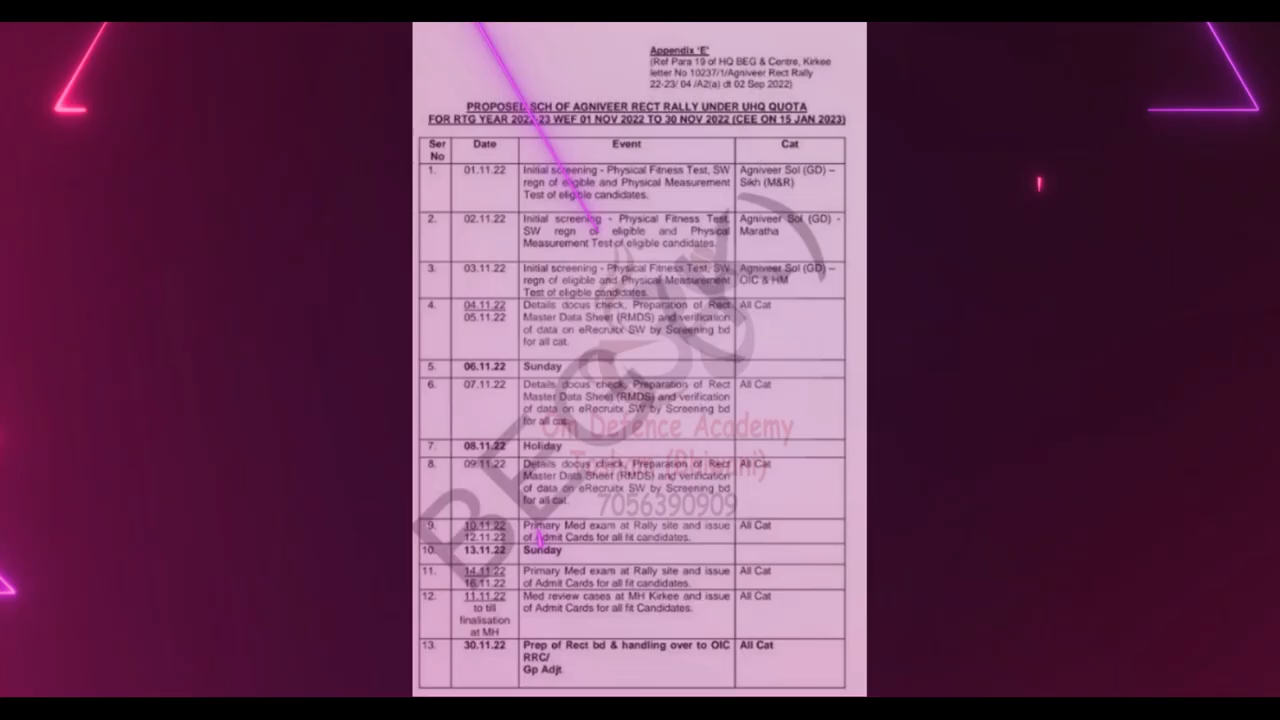 Appendix 'E'
(Ref Para 19 of HQ BEG & Centre, Kirkee
letter No 10237/1/Agniveer Rect Rally
22-23/ 04 /A2(a) dt 02 Sep 2022)
PROPOSED SCH OF AGNIVEER RECT RALLY UNDER UHQ QUOTA
FOR RTG YEAR 2022-23 WEF 01 NOV 2022 TO 30 NOV 2022 (CEE ON 15 JAN 2023)
Ser No Date Event Cat
1. 01.11.22 Initial screening - Physical Fitness Test, SW Agniveer Sol (GD) –
regn of eligible and Physical Measurement Sikh (M&R)
Test of eligible candidates.
2. 02.11.22 Initial screening - Physical Fitness Test, Agniveer Sol (GD) -
SW regn of eligible and Physical Maratha
Measurement Test of eligible candidates.
3. 03.11.22 Initial screening - Physical Fitness Test, SW Agniveer Sol (GD) –
regn of eligible and Physical Measurement OIC & HM
Test of eligible candidates.
4. 04.11.22 Details docus check, Preparation of Rect All Cat
05.11.22 Master Data Sheet (RMDS) and verification
of data on eRecruitx SW by Screening bd
for all cat.
5. 06.11.22 Sunday
6. 07.11.22 Details docus check, Preparation of Rect All Cat
Master Data Sheet (RMDS) and verification
of data on eRecruitx SW by Screening bd
for all cat.
Om Defence Academy
7. 08.11.22 Holiday
8. 09.11.22 Details docus check, Preparation of Rect All Cat
Master Data Sheet (RMDS) and verification
Tosham (Bhiwani)
of data on eRecruitx SW by Screening bd
for all cat.
7056390909
9. 10.11.22 Primary Med exam at Rally site and issue All Cat
12.11.22 of Admit Cards for all fit candidates.
10. 13.11.22 Sunday
11. 14.11.22 Primary Med exam at Rally site and issue All Cat
16.11.22 of Admit Cards for all fit candidates.
12. 11.11.22 Med review cases at MH Kirkee and issue All Cat
to till of Admit Cards for all fit Candidates.
finalisation
at MH
13. 30.11.22 Prep of Rect bd & handling over to OIC All Cat
RRC/
Gp Adjt.